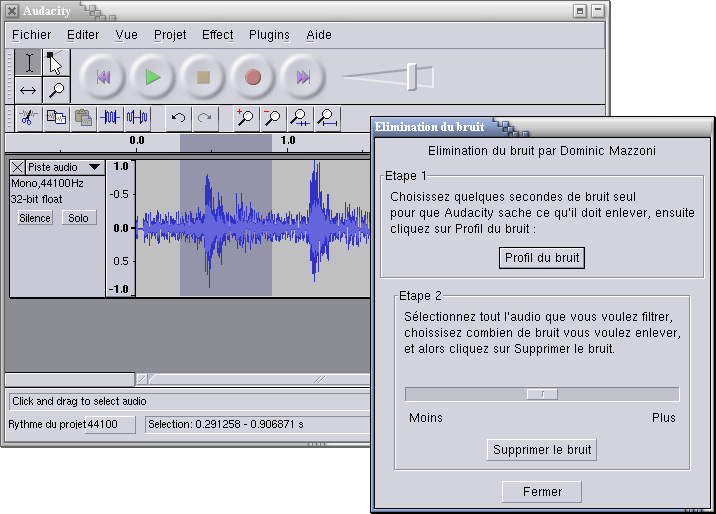 Audacity
Fichier Editer Vue Projet Effect Plugins Aide
0.0 1.0
Piste audio
Mono,44100Hz
32-bit float
Silence Solo
1.0
-0.5
0.0
0.5
-1.0
Click and drag to select audio
Rythme du projet 44100 Selection: 0.291258 - 0.906871 s
Elimination du bruit
Elimination du bruit par Dominic Mazzoni
Etape 1
Choisissez quelques secondes de bruit seul
pour que Audacity sache ce qu'il doit enlever, ensuite
cliquez sur Profil du bruit :
Profil du bruit
Etape 2
Sélectionnez tout l'audio que vous voulez filtrer,
choissisez combien de bruit vous voulez enlever,
et alors cliquez sur Supprimer le bruit.
Moins Plus
Supprimer le bruit
Fermer